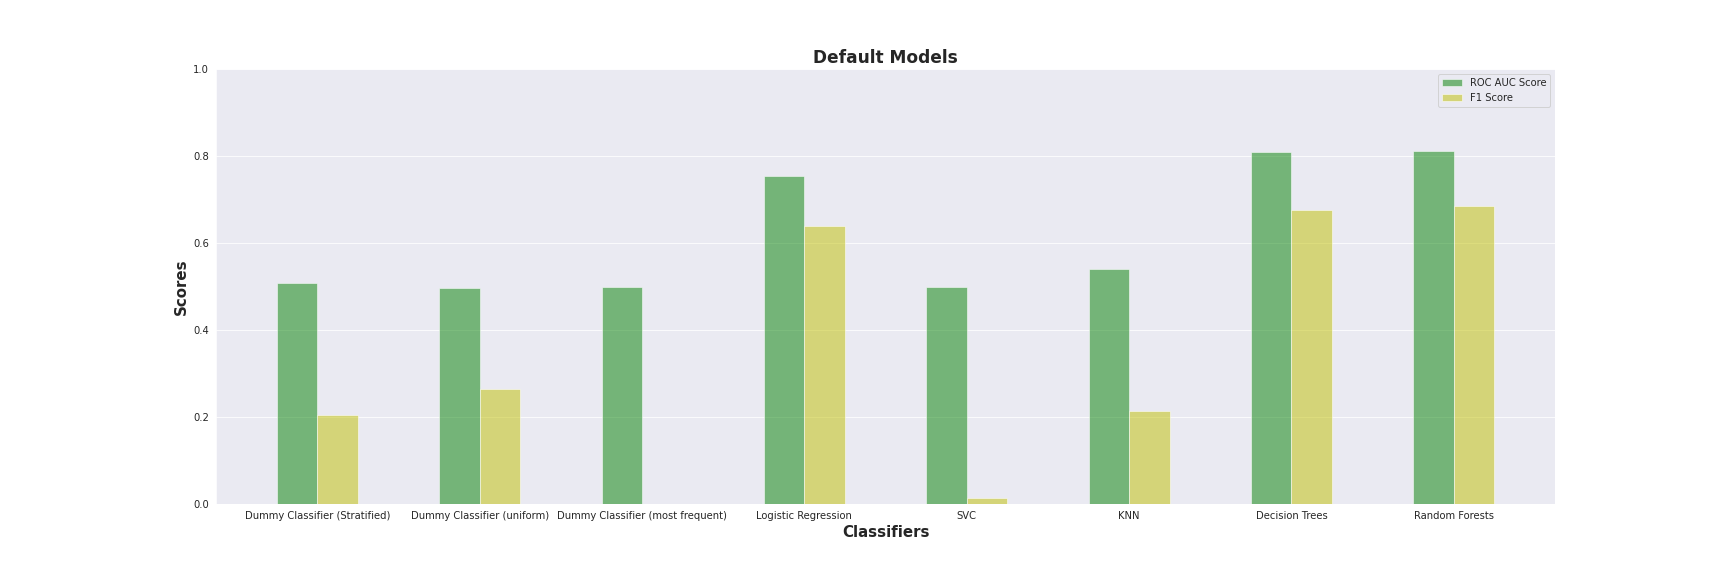 Default Models
ROC AUC Score
F1 Score
1.0
0.8
0.6
0.4
0.2
0.0
Scores
Dummy Classifier (Stratified)
Dummy Classifier (uniform)
Dummy Classifier (most frequent)
Logistic Regression
SVC
KNN
Decision Trees
Random Forests
Classifiers